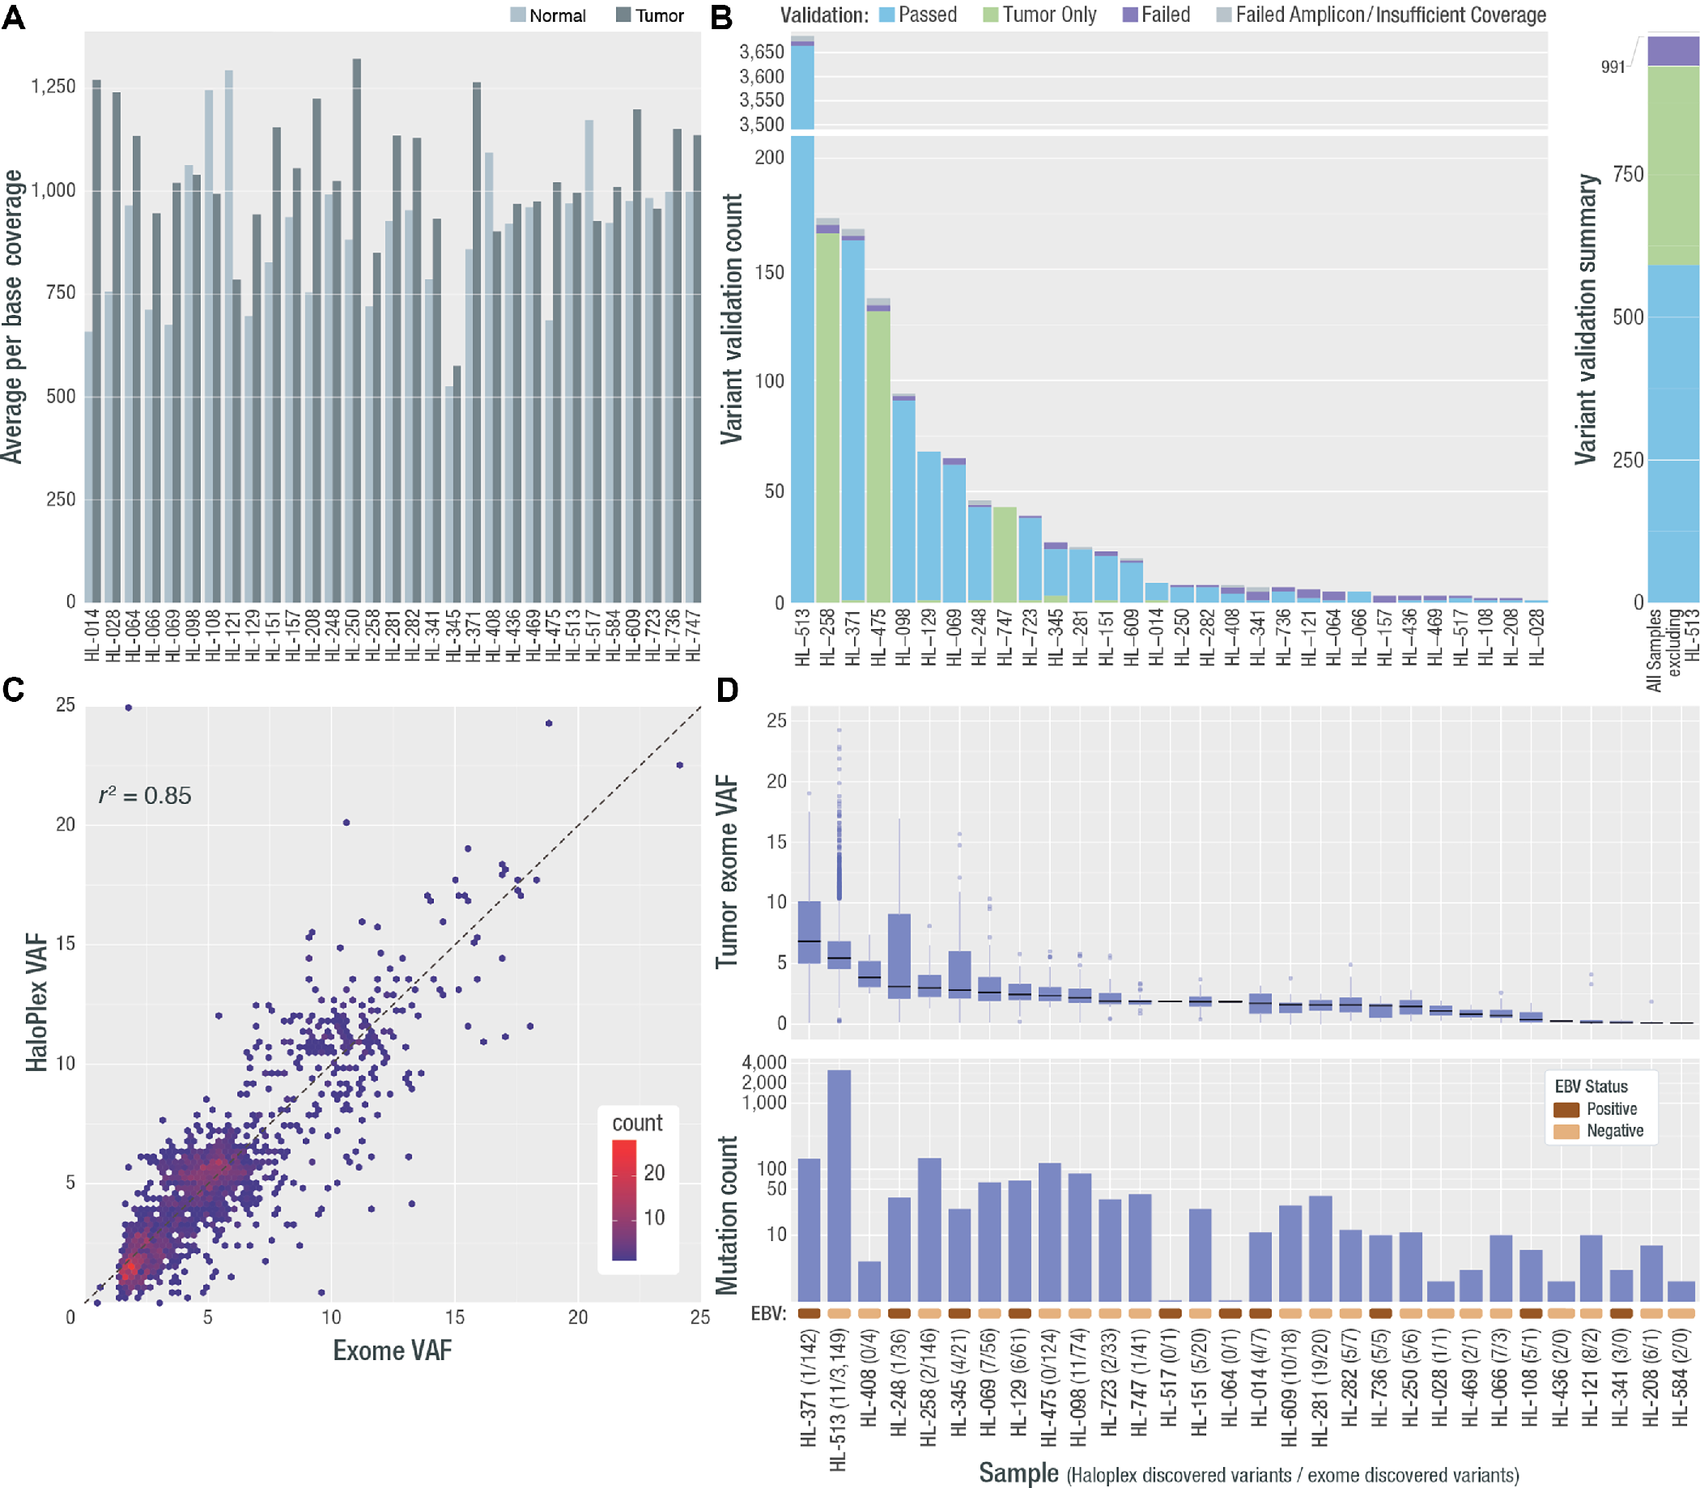 A
Normal
Tumor
Average per base coverage
1,250
1,000
750
500
250
0
HL-014
HL-028
HL-064
HL-066
HL-069
HL-098
HL-108
HL-121
HL-129
HL-151
HL-157
HL-208
HL-248
HL-250
HL-258
HL-281
HL-282
HL-341
HL-345
HL-371
HL-408
HL-436
HL-469
HL-475
HL-513
HL-517
HL-584
HL-609
HL-723
HL-736
HL-747
B
Validation: Passed Tumor Only Failed Failed Amplicon/Insufficient Coverage
Variant validation count
3,650
3,600
3,550
3,500
200
150
100
50
0
HL–513
HL–258
HL–371
HL–475
HL–098
HL–129
HL–069
HL–248
HL–747
HL–723
HL–345
HL–281
HL–151
HL–609
HL–014
HL–250
HL–282
HL–408
HL–341
HL–736
HL–121
HL–064
HL–066
HL–157
HL–436
HL–469
HL–517
HL–108
HL–208
HL–028
Variant validation summary
991
750
500
250
0
All Samples
excluding
HL-513
C
HaloPlex VAF
25
20
15
10
5
0
r² = 0.85
count
20
10
5
10
15
20
25
Exome VAF
D
Tumor exome VAF
25
20
15
10
5
0
Mutation count
4,000
2,000
1,000
100
50
10
EBV Status
Positive
Negative
EBV:
HL-371 (1/142)
HL-513 (11/3,149)
HL-408 (0/4)
HL-248 (1/36)
HL-258 (2/146)
HL-345 (4/21)
HL-069 (7/56)
HL-129 (6/61)
HL-475 (0/124)
HL-098 (11/74)
HL-723 (2/33)
HL-747 (1/41)
HL-517 (0/1)
HL-151 (5/20)
HL-064 (0/1)
HL-014 (4/7)
HL-609 (10/18)
HL-281 (19/20)
HL-282 (5/7)
HL-736 (5/5)
HL-250 (5/6)
HL-028 (1/1)
HL-469 (2/1)
HL-066 (7/3)
HL-108 (5/1)
HL-436 (2/0)
HL-121 (8/2)
HL-341 (3/0)
HL-208 (6/1)
HL-584 (2/0)
Sample (Haloplex discovered variants / exome discovered variants)